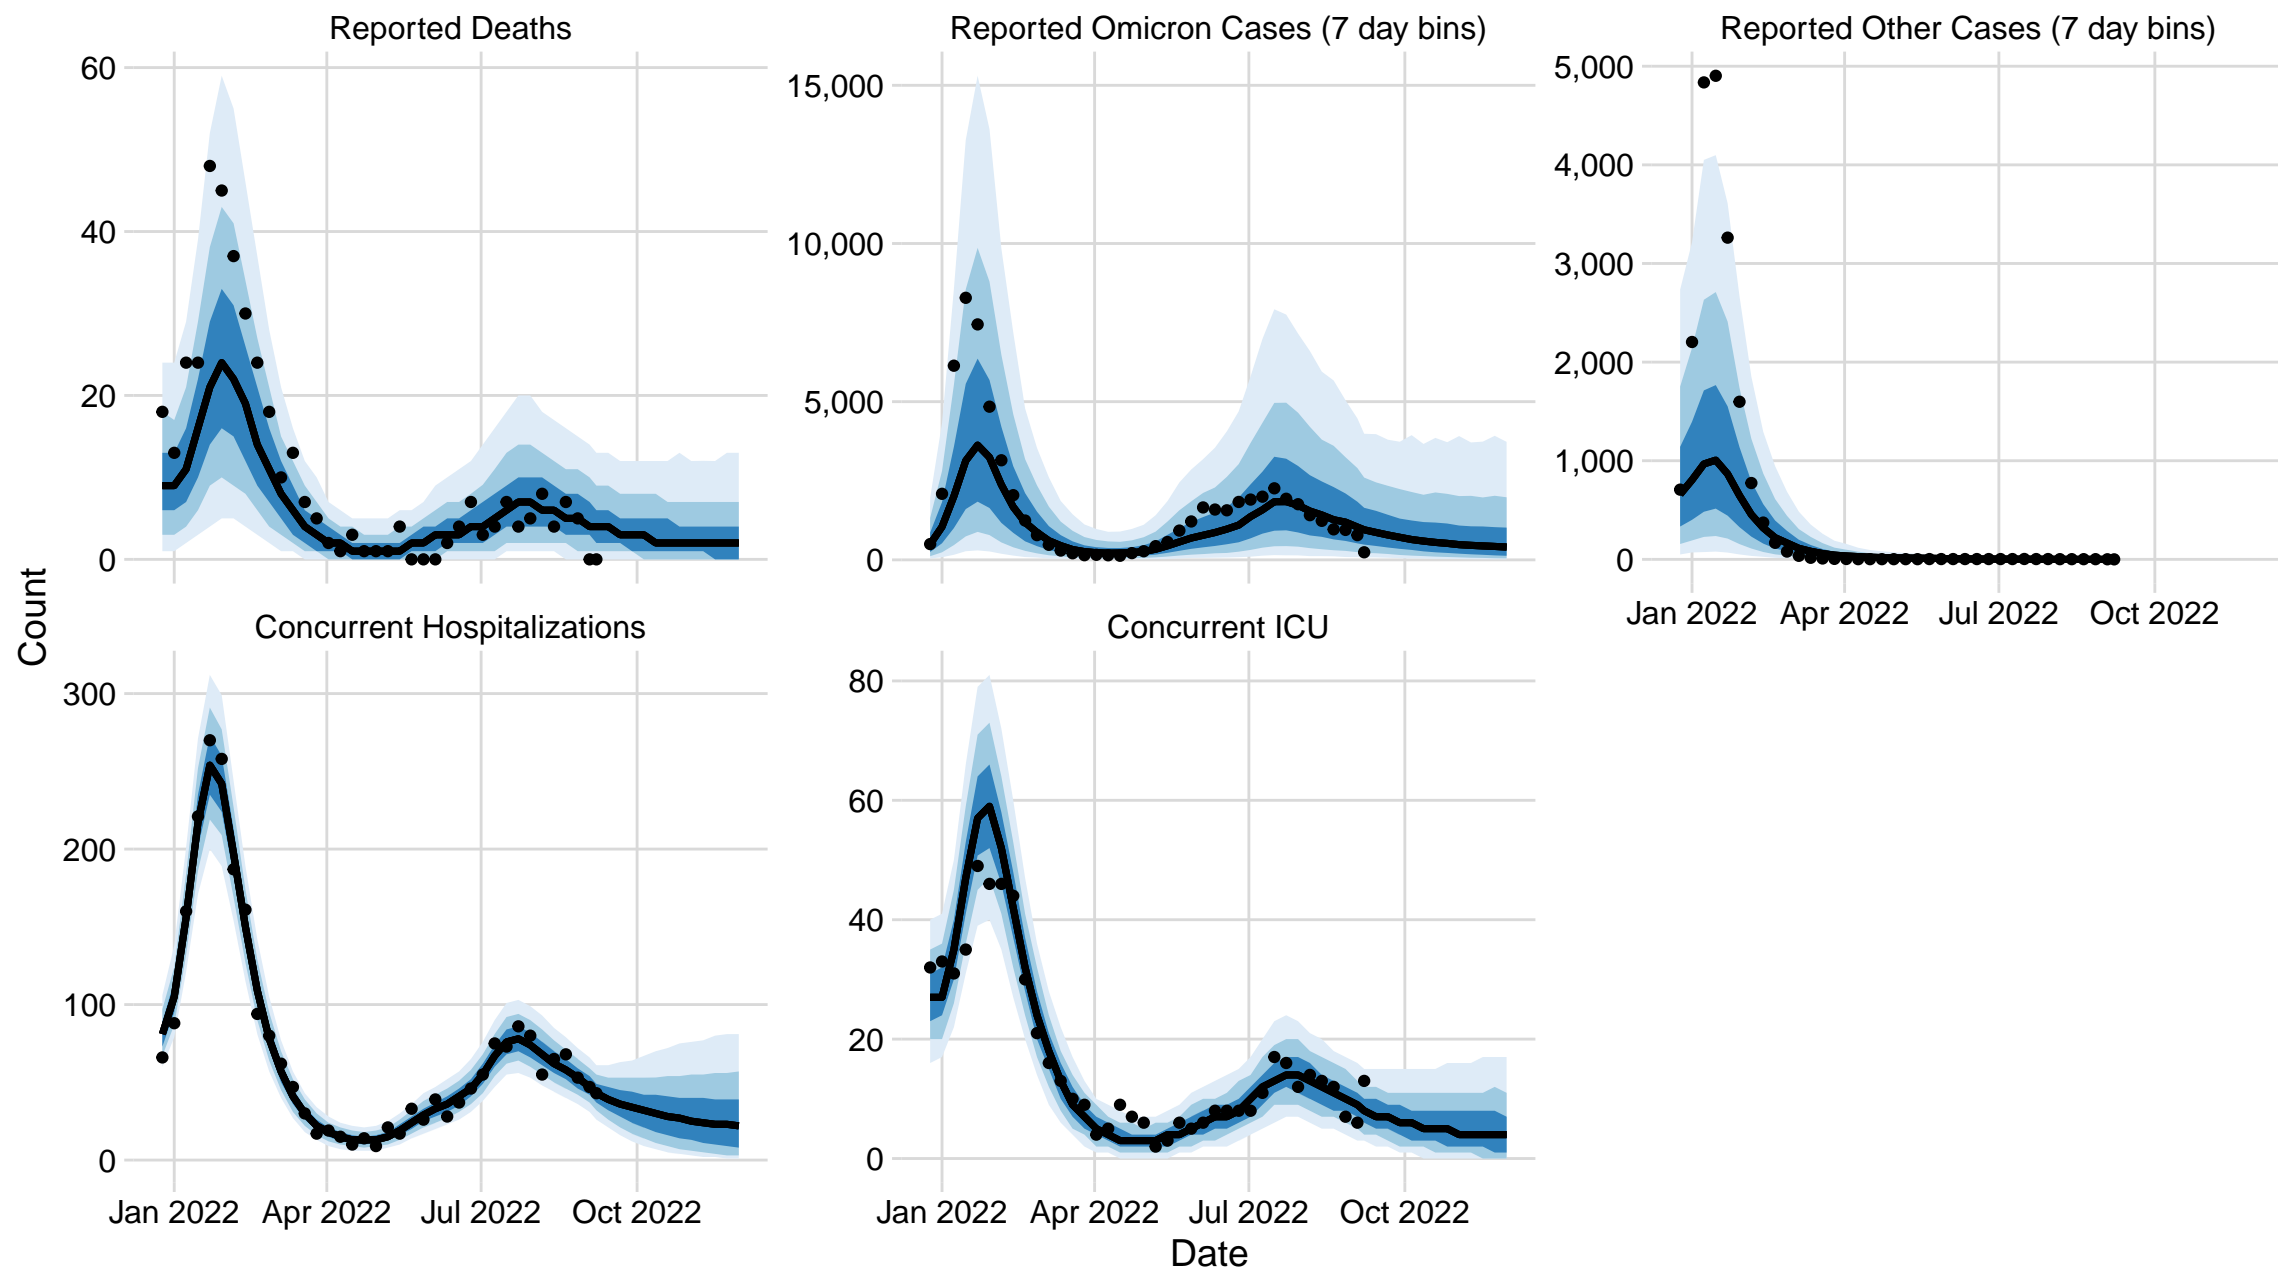 Reported Deaths
Reported Omicron Cases (7 day bins)
Reported Other Cases (7 day bins)
60
40
20
0
15,000
10,000
5,000
0
5,000
4,000
3,000
2,000
1,000
0
Jan 2022 Apr 2022 Jul 2022 Oct 2022
Count
Concurrent Hospitalizations
Concurrent ICU
300
200
100
0
80
60
40
20
0
Jan 2022 Apr 2022 Jul 2022 Oct 2022
Jan 2022 Apr 2022 Jul 2022 Oct 2022
Date